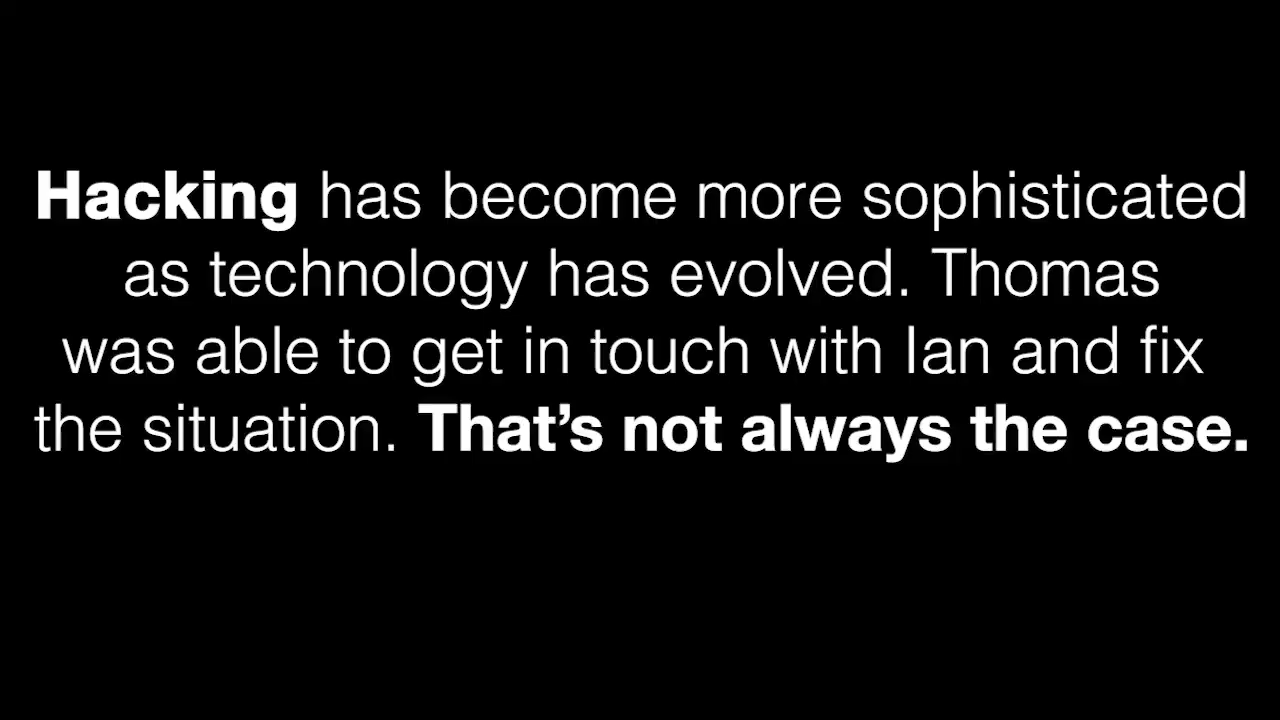 Hacking has become more sophisticated
as technology has evolved. Thomas
was able to get in touch with Ian and fix
the situation. That’s not always the case.